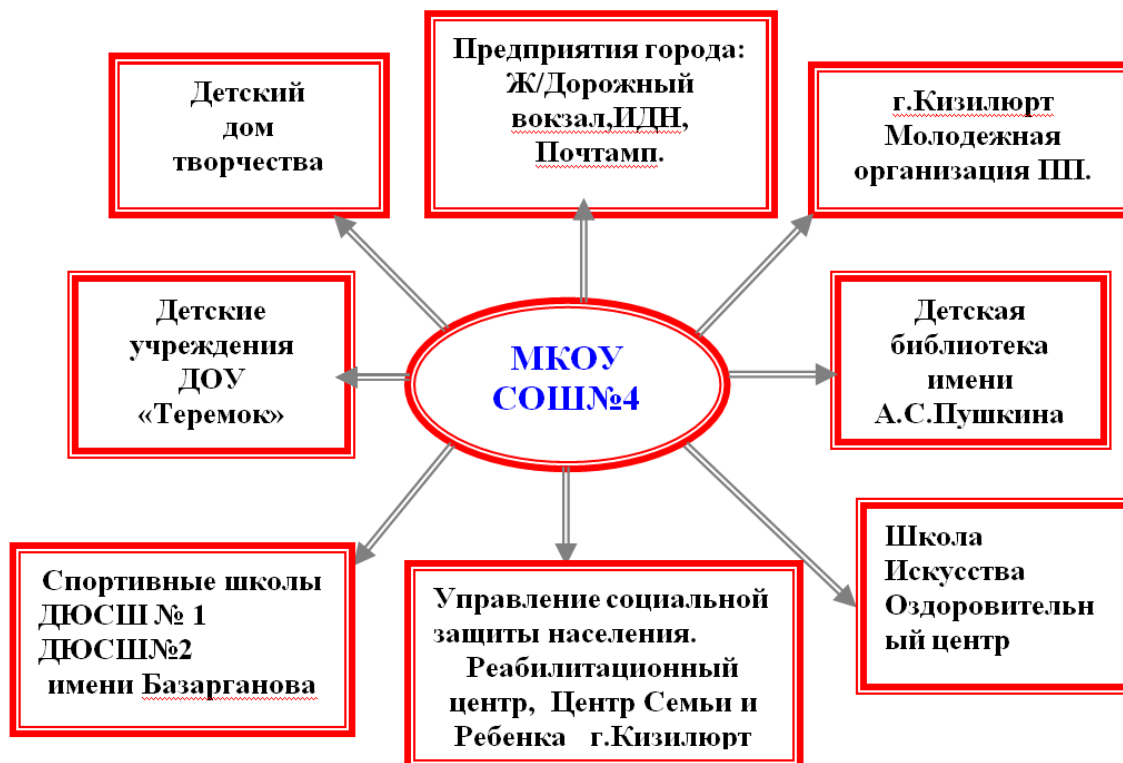 Детский
дом
творчества
Предприятия города:
Ж/Дорожный
вокзал,ИДН,
Почтамп.
г.Кизилюрт
Молодежная
организация ПП.
Детские
учреждения
ДОУ
«Теремок»
МКОУ
СОШ№4
Детская
библиотека
имени
А.С.Пушкина
Спортивные школы
ДЮСШ № 1
ДЮСШ№2
имени Базарганова
Управление социальной
защиты населения.
Реабилитационный
центр, Центр Семьи и
Ребенка г.Кизилюрт
Школа
Искусства
Оздоровительн
ый центр